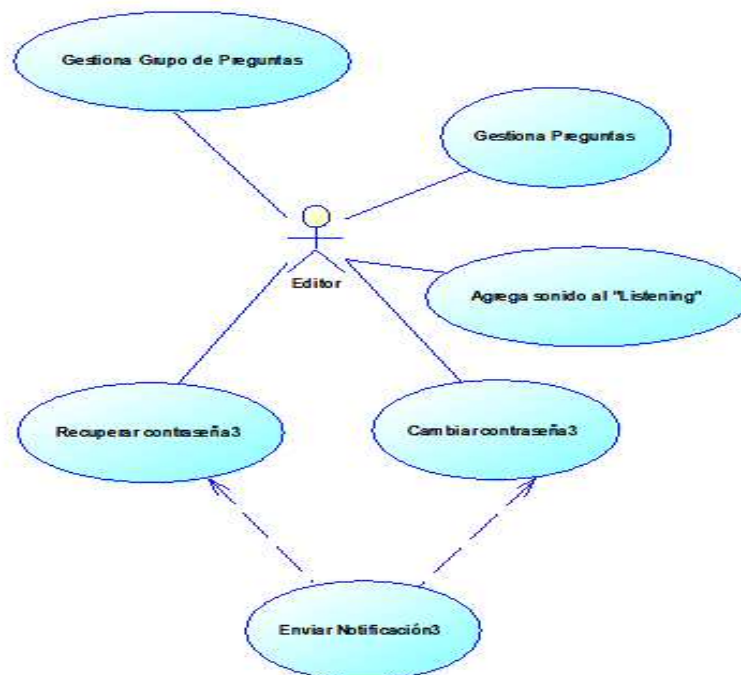 Gestiona Grupo de Preguntas
Gestiona Preguntas
Editor
Agrega sonido al "Listening"
Recuperar contraseña3
Cambiar contraseña3
Enviar Notificación3